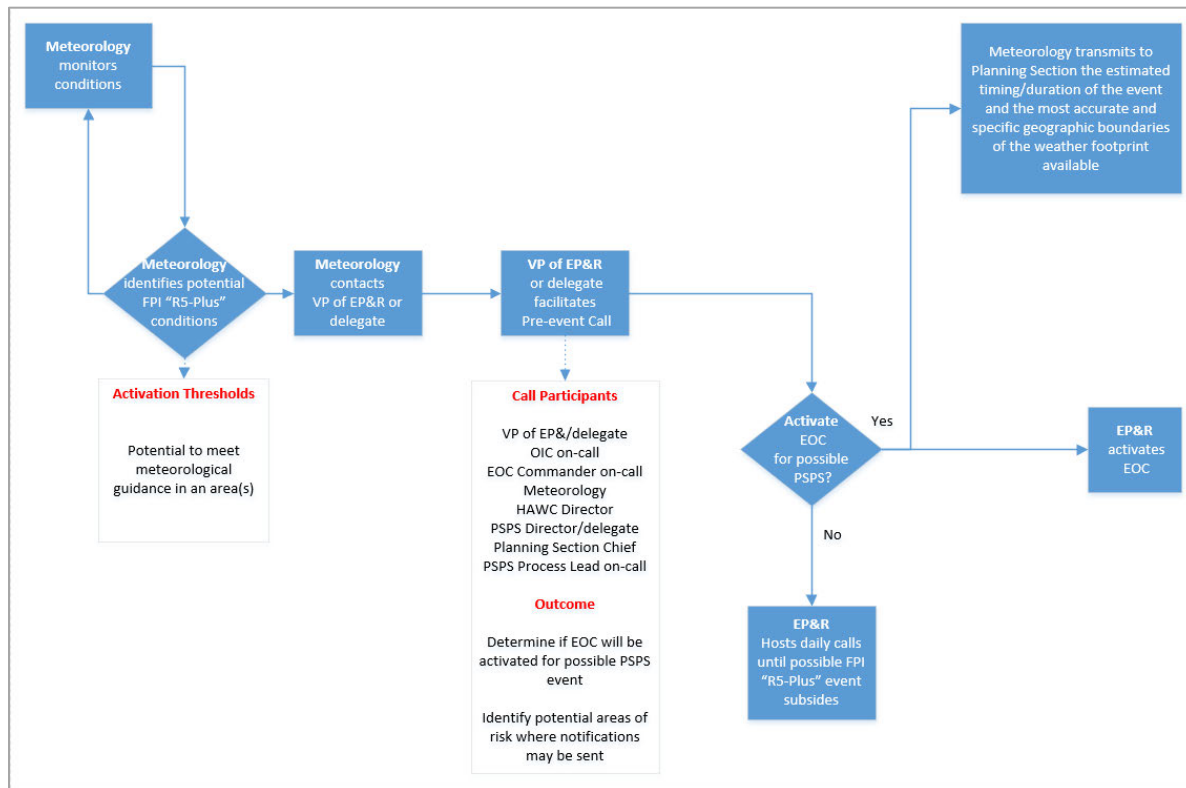 Meteorology
monitors
conditions
Meteorology transmits to
Planning Section the estimated
timing/duration of the event
and the most accurate and
specific geographic boundaries
of the weather footprint
available
Meteorology
identifies potential
FPI “R5-Plus”
conditions
Meteorology
contacts
VP of EP&R or
delegate
VP of EP&R
or delegate
facilitates
Pre-event Call
Activation Thresholds
Potential to meet
meteorological
guidance in an area(s)
Call Participants
VP of EP&/delegate
OIC on-call
EOC Commander on-call
Meteorology
HAWC Director
PSPS Director/delegate
Planning Section Chief
PSPS Process Lead on-call
Outcome
Determine if EOC will be
activated for possible PSPS
event
Identify potential areas of
risk where notifications
may be sent
Activate
EOC
for possible
PSPS?
Yes
No
EP&R
activates
EOC
EP&R
Hosts daily calls
until possible FPI
“R5-Plus” event
subsides